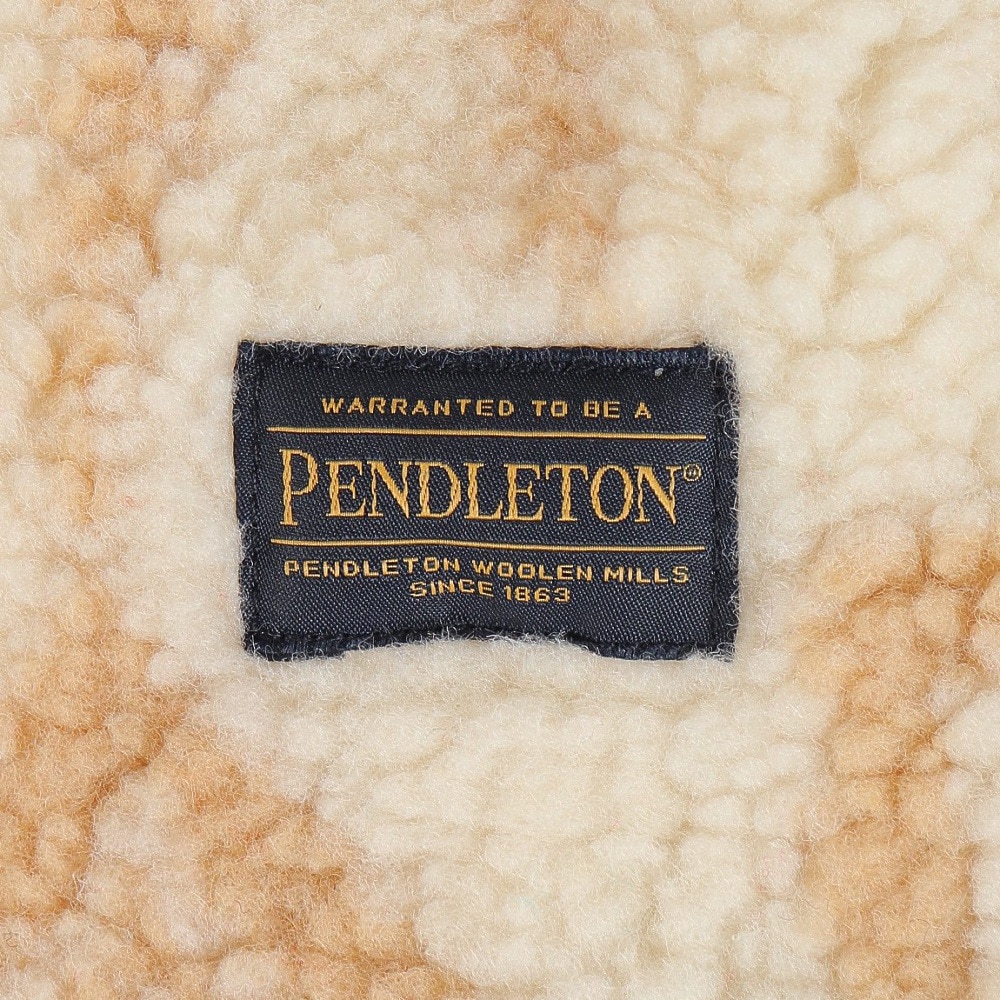 WARRANTED TO BE A
PENDLETON®
PENDLETON WOOLEN MILLS
SINCE 1863